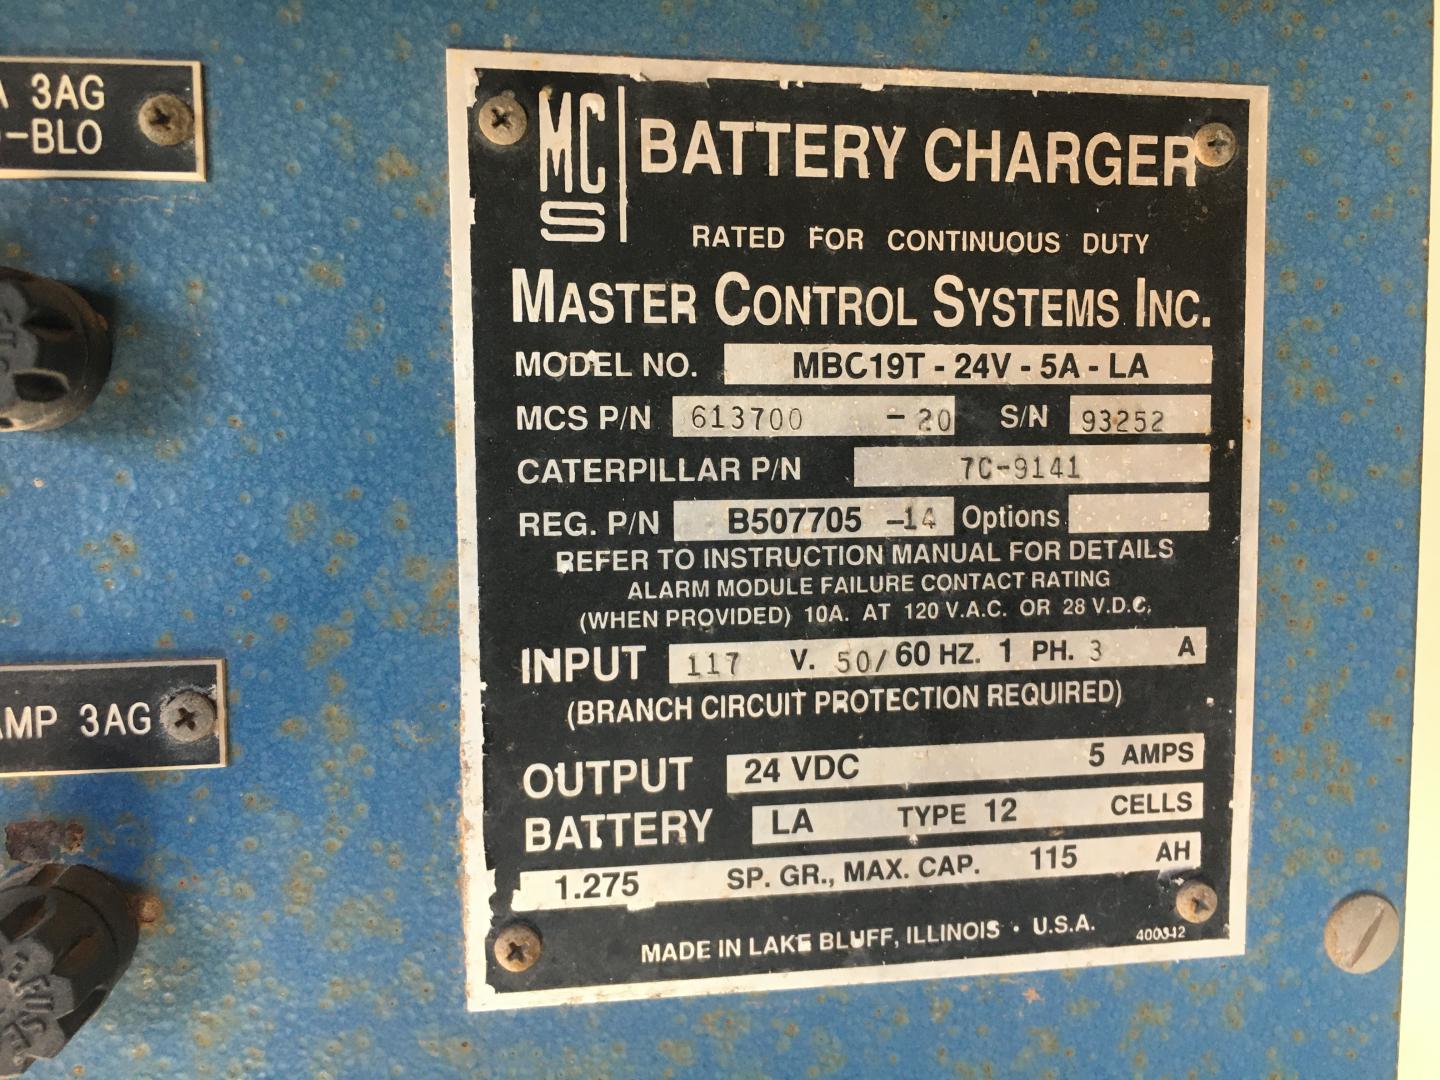 A 3AG
-BLO
MCS
BATTERY CHARGER
RATED FOR CONTINUOUS DUTY
MASTER CONTROL SYSTEMS INC.
MODEL NO. MBC19T - 24V - 5A - LA
MCS P/N 613700 - 20 S/N 93252
CATERPILLAR P/N 7C-9141
REG. P/N B507705 -14 Options
REFER TO INSTRUCTION MANUAL FOR DETAILS
ALARM MODULE FAILURE CONTACT RATING
(WHEN PROVIDED) 10A. AT 120 V.A.C. OR 28 V.D.C.
INPUT 117 V. 50/60 HZ. 1 PH. 3 A
(BRANCH CIRCUIT PROTECTION REQUIRED)
AMP 3AG
OUTPUT 24 VDC 5 AMPS
BATTERY LA TYPE 12 CELLS
1.275 SP. GR., MAX. CAP. 115 AH
MADE IN LAKE BLUFF, ILLINOIS • U.S.A.
FUSE